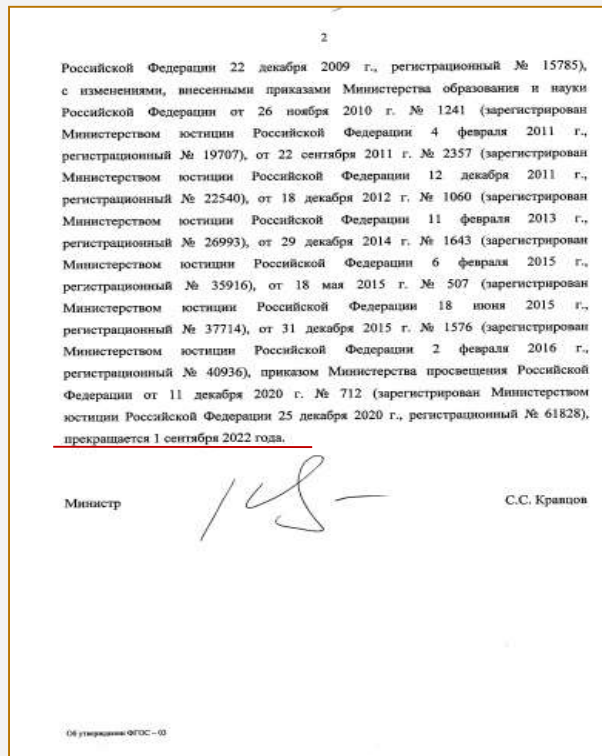 2
Российской Федерации 22 декабря 2009 г., регистрационный № 15785),
с изменениями, внесенными приказами Министерства образования и науки
Российской Федерации от 26 ноября 2010 г. № 1241 (зарегистрирован
Министерством юстиции Российской Федерации 4 февраля 2011 г.,
регистрационный № 19707), от 22 сентября 2011 г. № 2357 (зарегистрирован
Министерством юстиции Российской Федерации 12 декабря 2011 г.,
регистрационный № 22540), от 18 декабря 2012 г. № 1060 (зарегистрирован
Министерством юстиции Российской Федерации 11 февраля 2013 г.,
регистрационный № 26993), от 29 декабря 2014 г. № 1643 (зарегистрирован
Министерством юстиции Российской Федерации 6 февраля 2015 г.,
регистрационный № 35916), от 18 мая 2015 г. № 507 (зарегистрирован
Министерством юстиции Российской Федерации 18 июня 2015 г.,
регистрационный № 37714), от 31 декабря 2015 г. № 1576 (зарегистрирован
Министерством юстиции Российской Федерации 2 февраля 2016 г.,
регистрационный № 40936), приказом Министерства просвещения Российской
Федерации от 11 декабря 2020 г. № 712 (зарегистрирован Министерством
юстиции Российской Федерации 25 декабря 2020 г., регистрационный № 61828),
прекращается 1 сентября 2022 года.
Министр С.С. Кравцов
Об утверждении ФГОС – 03